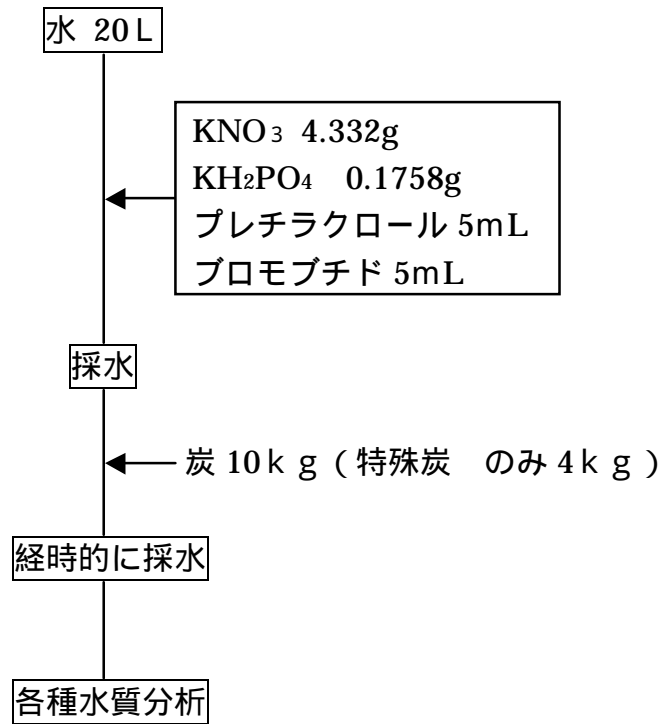 水 20L
KNO3 4.332g
KH2PO4 0.1758g
プレチラクロール 5mL
ブロモブチド 5mL
採水
炭 10kg(特殊炭 のみ 4kg)
経時的に採水
各種水質分析